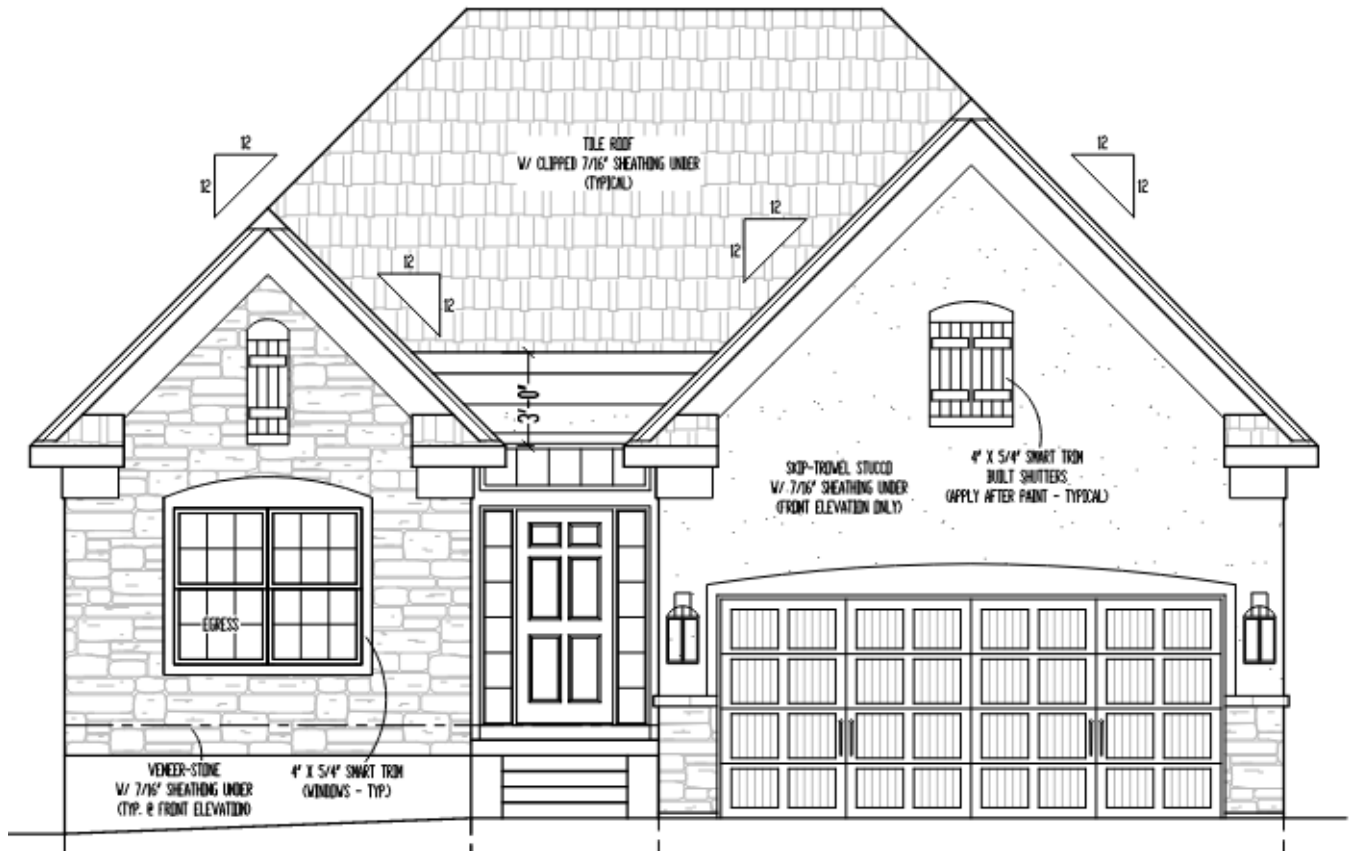 TILE ROOF
W/ CLIPPED 7/16" SHEATHING UNDER
(TYPICAL)
12
12
12
12
12
12
12
12
3'-0"
SKIP-TROWEL STUCCO
W/ 7/16" SHEATHING UNDER
(FRONT ELEVATION ONLY)
4" X 5/4" SMART TRIM
BUILT SHUTTERS
(APPLY AFTER PAINT - TYPICAL)
EGRESS
VENEER-STONE
W/ 7/16" SHEATHING UNDER
(TYP. @ FRONT ELEVATION)
4" X 5/4" SMART TRIM
(WINDOWS - TYP.)